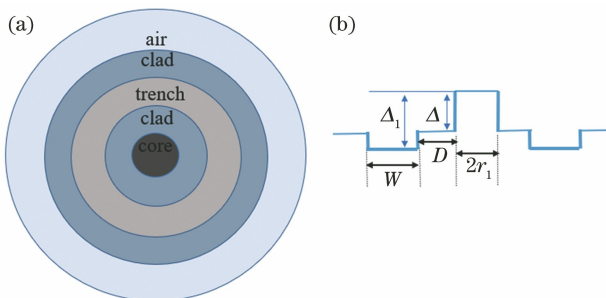 (a)
air
clad
trench
clad
core
(b)
Δ₁
Δ
D
W
2r₁